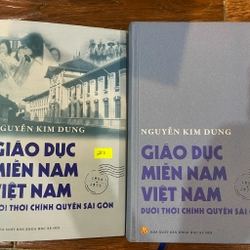 NGUYỄN KIM DUNG
GIÁO DỤC
MIỀN NAM
VIỆT NAM
DƯỚI THỜI CHÍNH QUYỀN SÀI GÒN
NGUYỄN KIM DUNG
GIÁO DỤC
MIỀN NAM
VIỆT NAM
DƯỚI THỜI CHÍNH QUYỀN SÀI GÒN